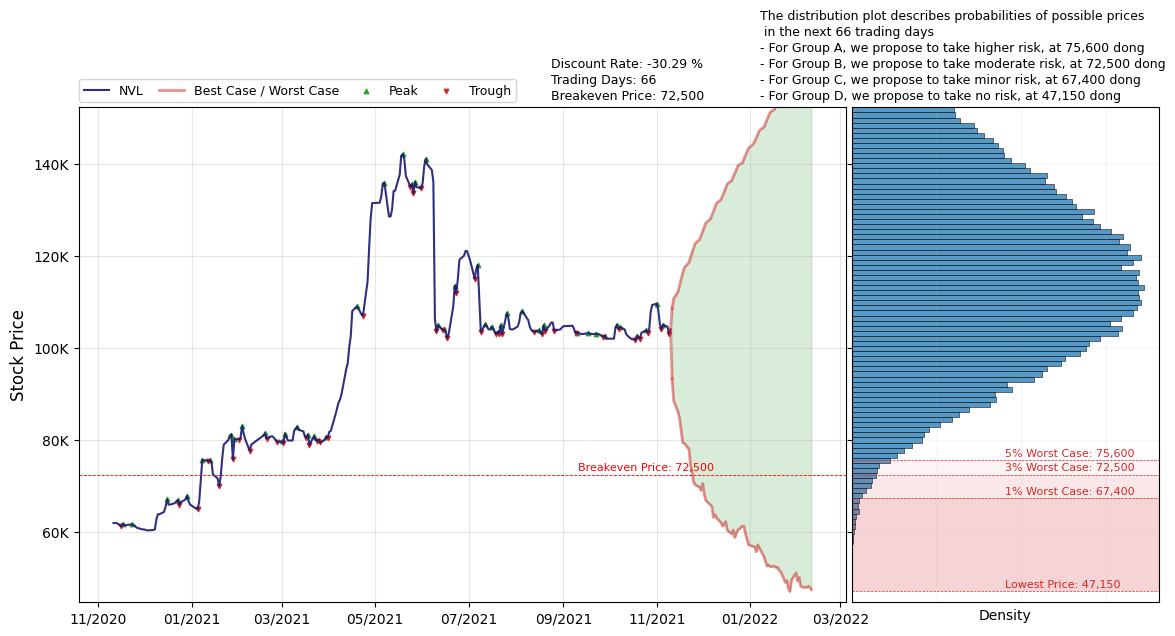 The distribution plot describes probabilities of possible prices
in the next 66 trading days
- For Group A, we propose to take higher risk, at 75,600 dong
- For Group B, we propose to take moderate risk, at 72,500 dong
- For Group C, we propose to take minor risk, at 67,400 dong
- For Group D, we propose to take no risk, at 47,150 dong
Discount Rate: -30.29 %
Trading Days: 66
Breakeven Price: 72,500
NVL
Best Case / Worst Case
Peak
Trough
Stock Price
140K
120K
100K
80K
60K
Breakeven Price: 72,500
5% Worst Case: 75,600
3% Worst Case: 72,500
1% Worst Case: 67,400
Lowest Price: 47,150
11/2020
01/2021
03/2021
05/2021
07/2021
09/2021
11/2021
01/2022
03/2022
Density